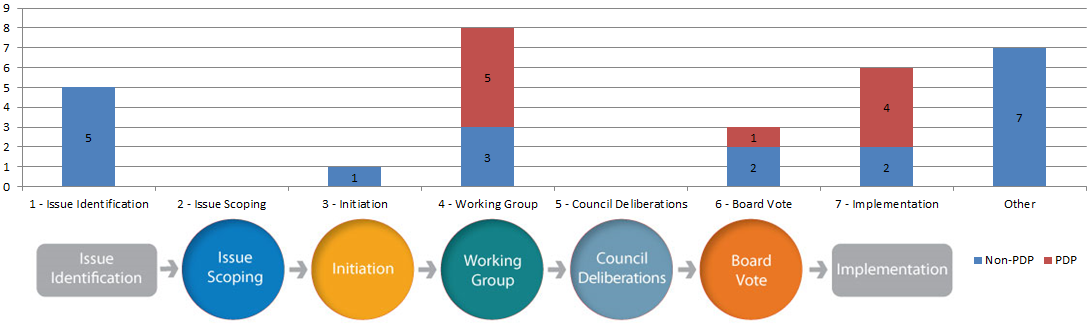 9
8
7
6
5
4
3
2
1
0
5
1
5
3
1
2
4
2
7
1 - Issue Identification 2 - Issue Scoping 3 - Initiation 4 - Working Group 5 - Council Deliberations 6 - Board Vote 7 - Implementation Other
Issue
Identification
Issue
Scoping
Initiation
Working
Group
Council
Deliberations
Board
Vote
Implementation
Non-PDP PDP